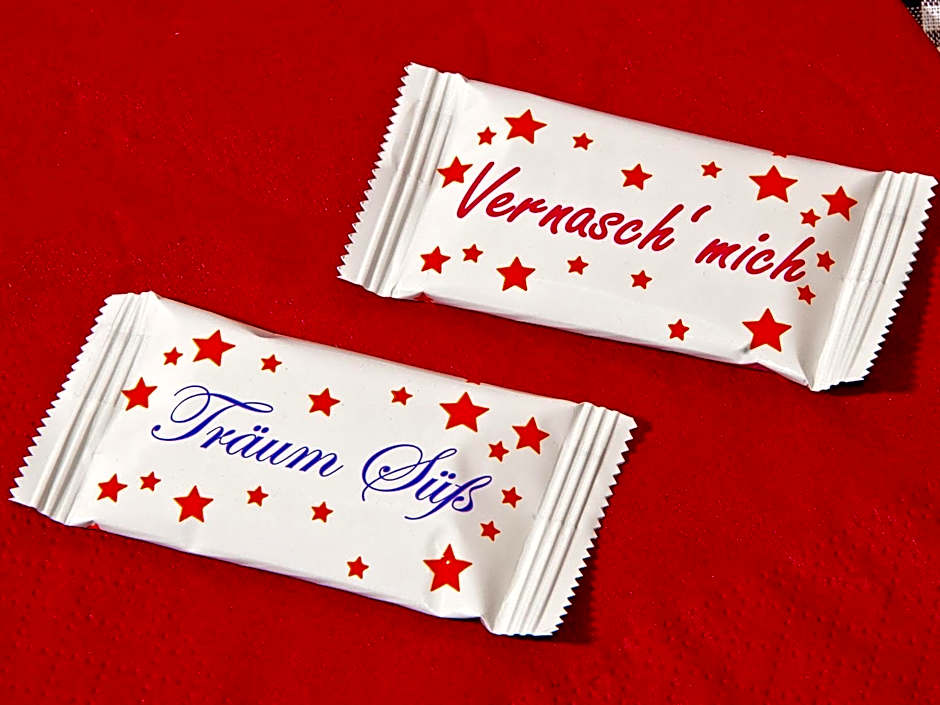 Vernasch' mich
Träum Süß